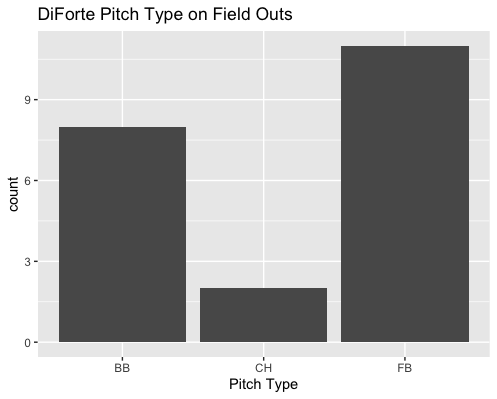 DiForte Pitch Type on Field Outs
count
9
6
3
0
BB CH FB
Pitch Type